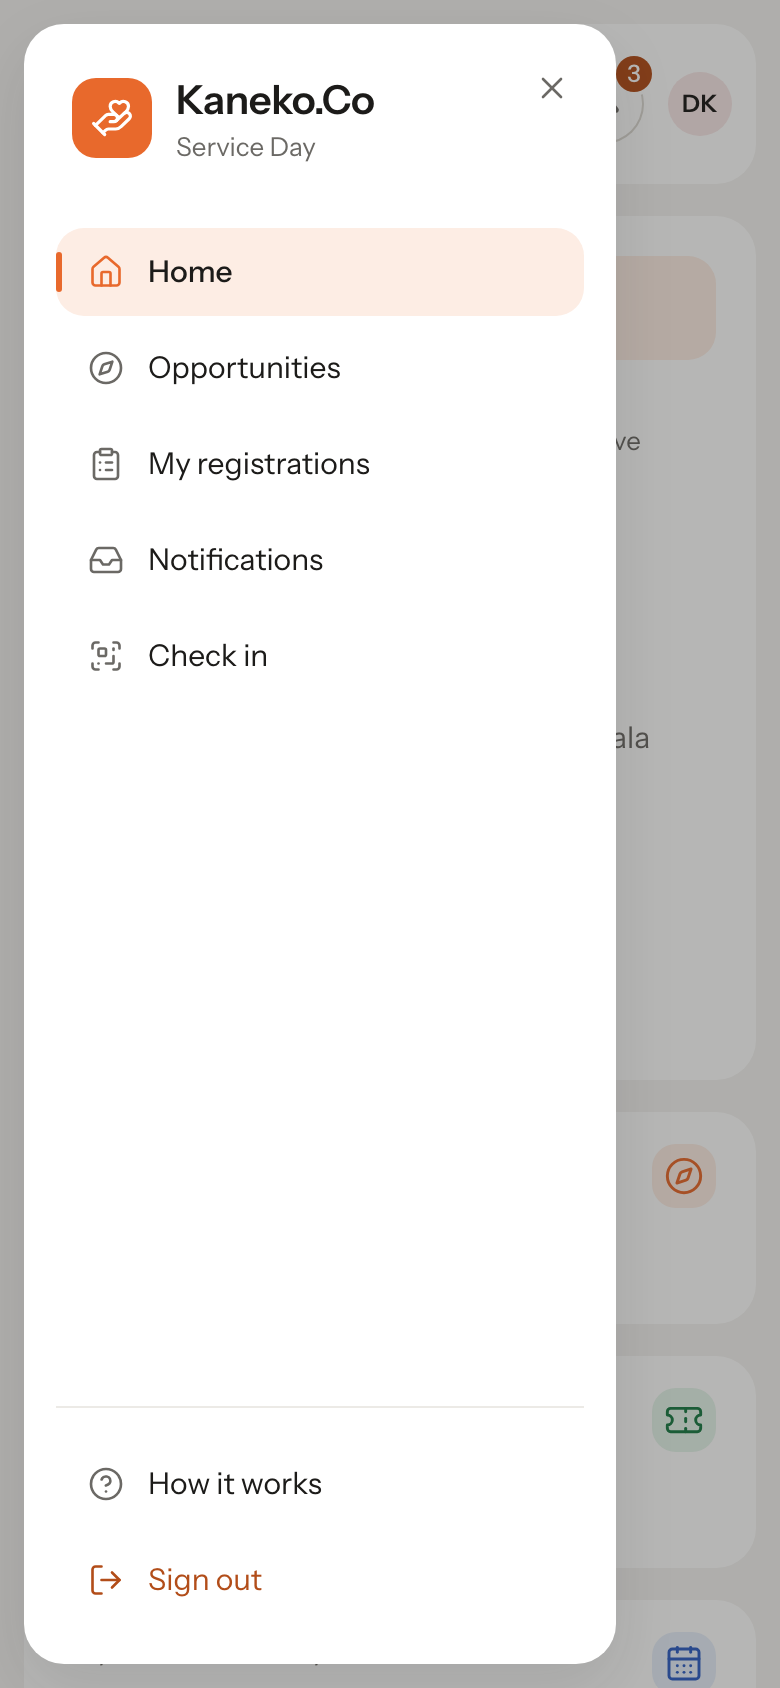 Kaneko.Co
Service Day
3
DK
Home
Opportunities
My registrations
Notifications
Check in
How it works
Sign out